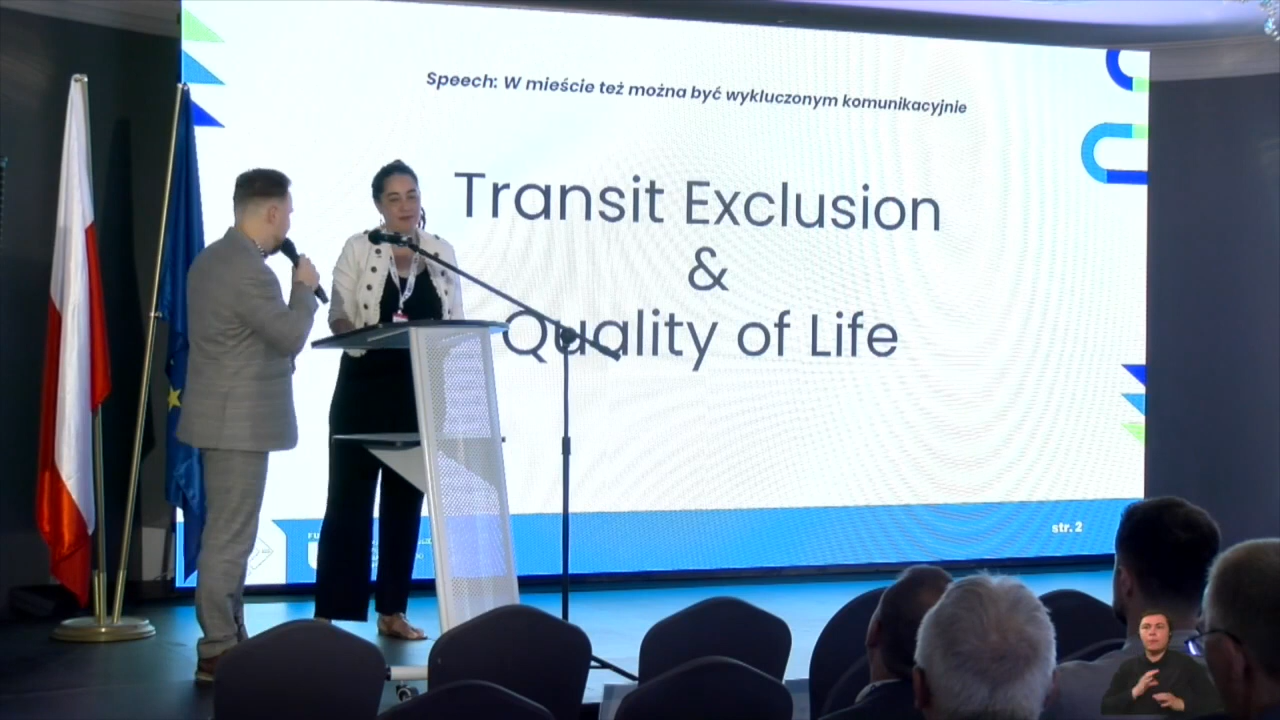 Speech: W mieście też można być wykluczonym komunikacyjnie
Transit Exclusion
&
Quality of Life
str. 2